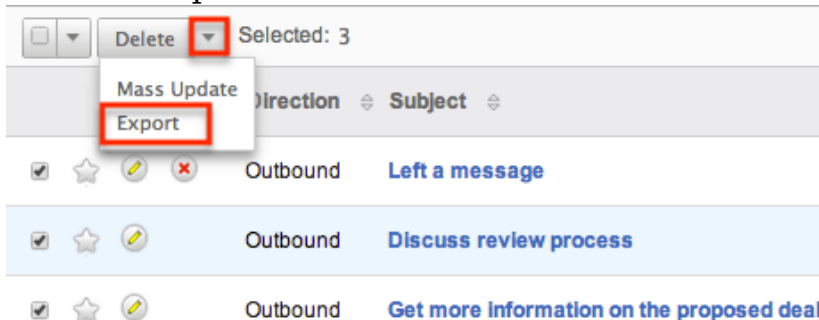 Delete Selected: 3
Mass Update
Export
Direction Subject
Outbound Left a message
Outbound Discuss review process
Outbound Get more information on the proposed deal